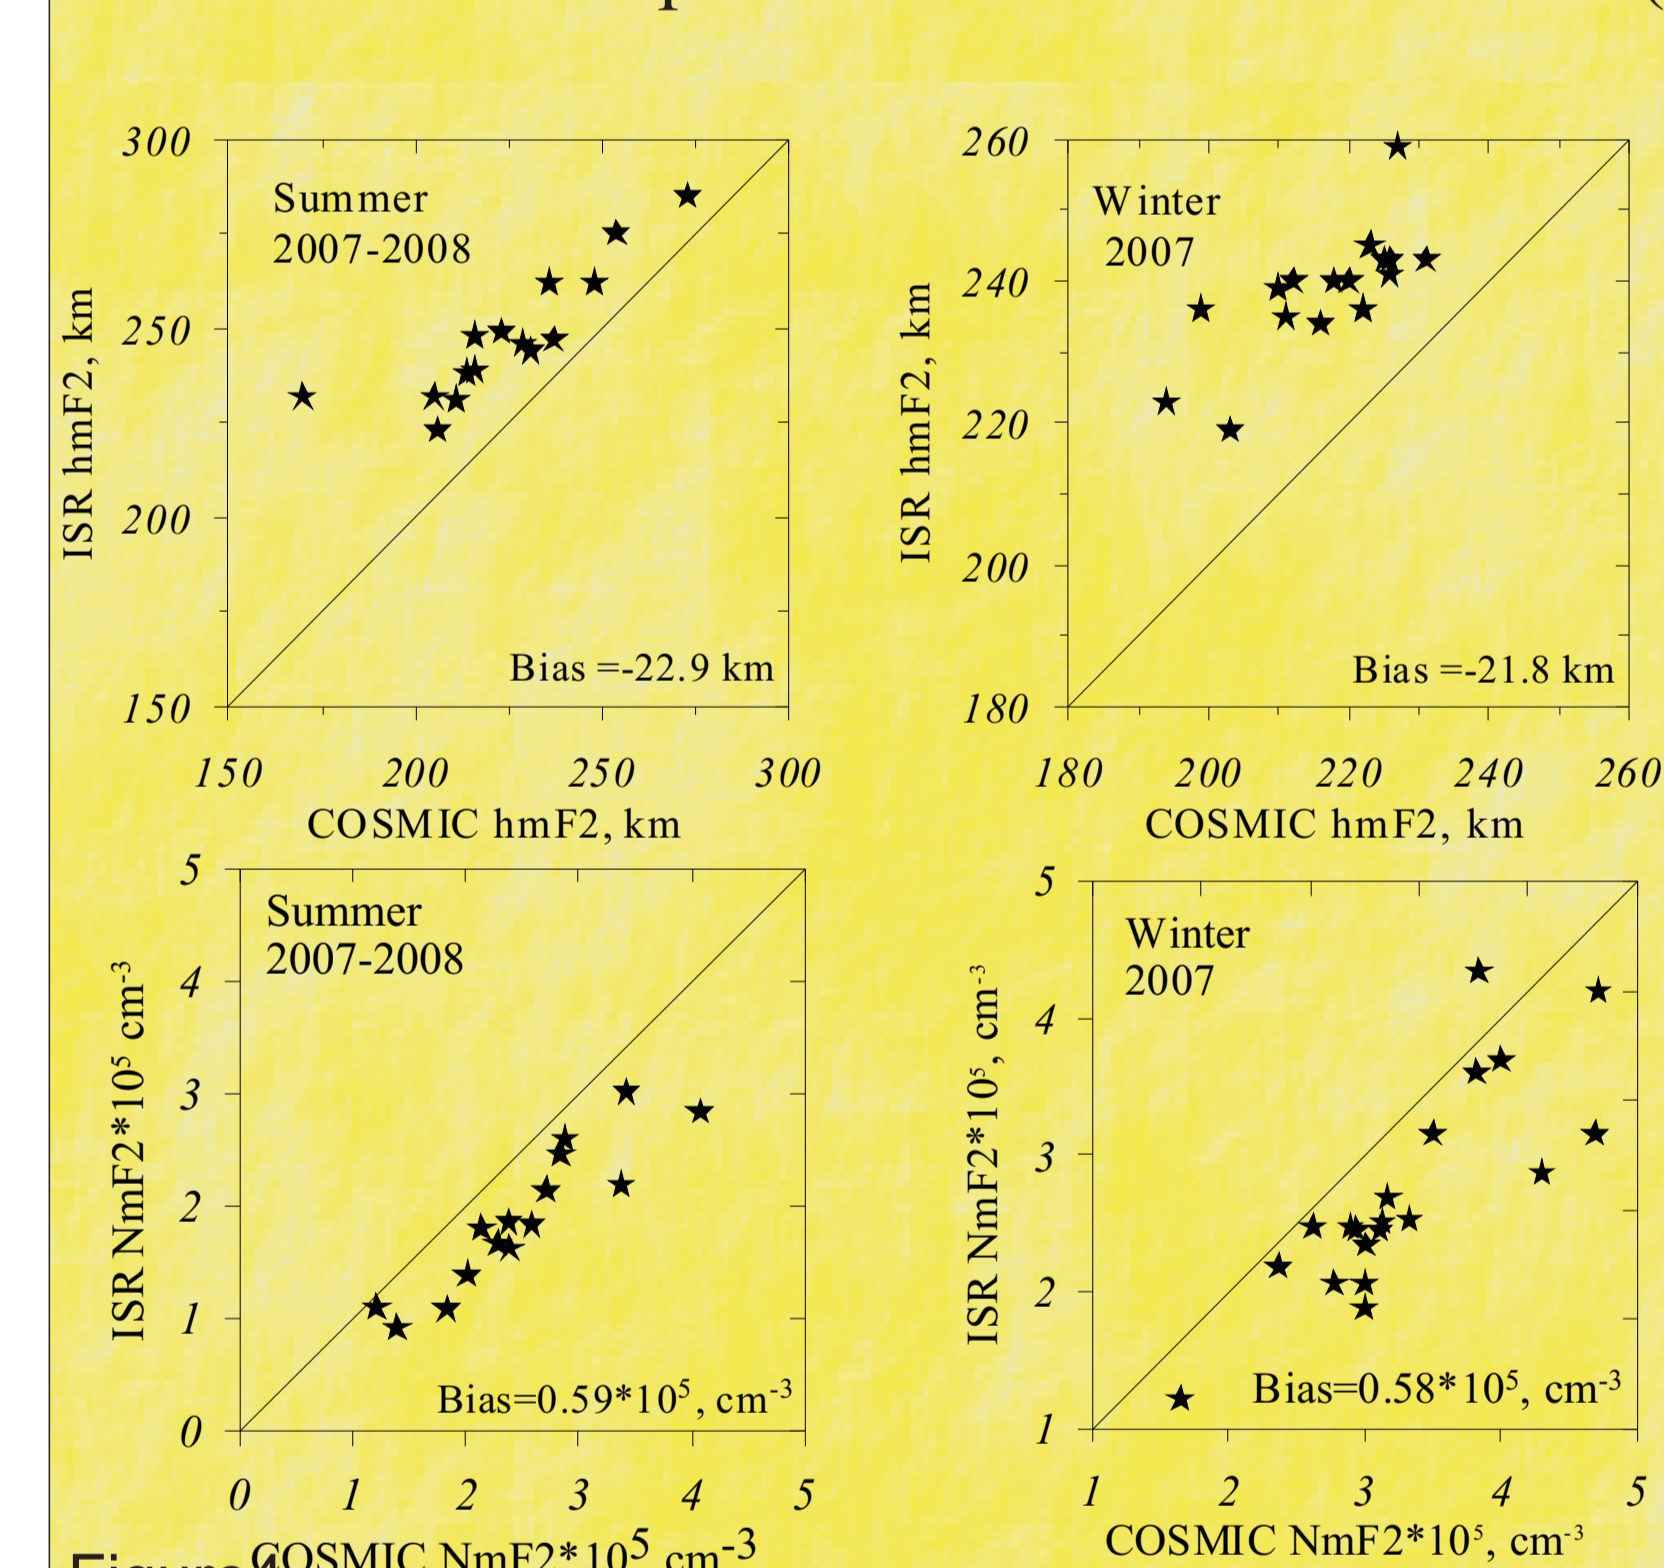 300
Summer
2007-2008
250
200
150
ISR hmF2, km
Bias =-22.9 km
150 200 250 300
COSMIC hmF2, km
260
Winter
2007
240
220
200
180
ISR hmF2, km
Bias =-21.8 km
180 200 220 240 260
COSMIC hmF2, km
5
Summer
2007-2008
4
3
2
1
0
ISR NmF2*10⁵ cm⁻³
Bias=0.59*10⁵, cm⁻³
0 1 2 3 4 5
COSMIC NmF2*10⁵ cm⁻³
5
Winter
2007
4
3
2
1
ISR NmF2*10⁵, cm⁻³
Bias=0.58*10⁵, cm⁻³
1 2 3 4 5
COSMIC NmF2*10⁵, cm⁻³